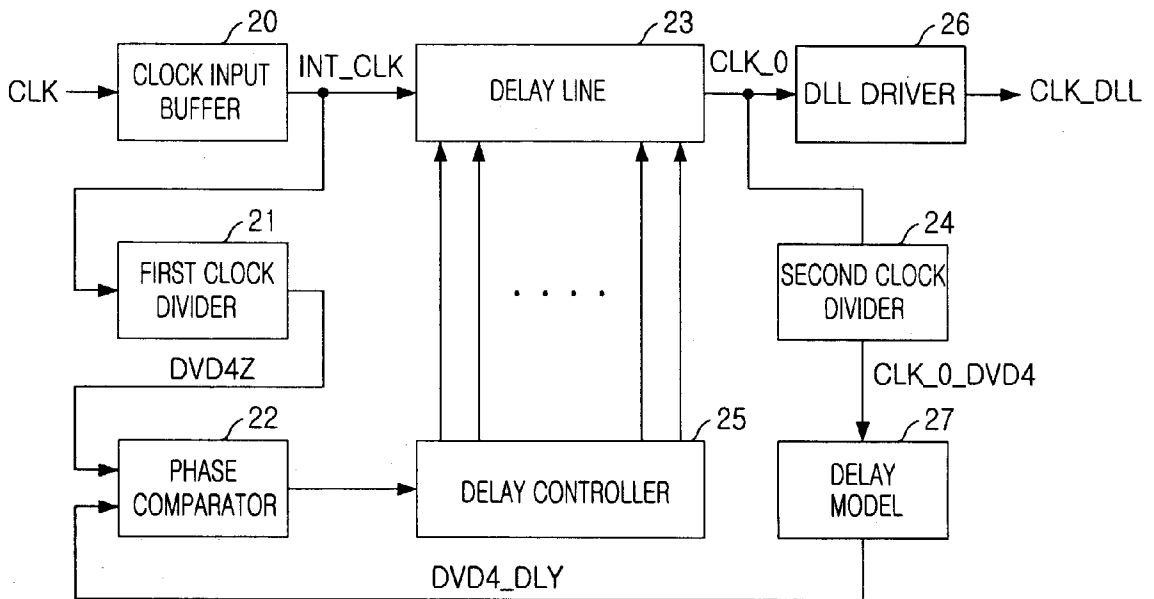 20
23
26
CLK
CLOCK INPUT
BUFFER
INT_CLK
DELAY LINE
CLK_0
DLL DRIVER
CLK_DLL
21
24
FIRST CLOCK
DIVIDER
. . . .
SECOND CLOCK
DIVIDER
DVD4Z
CLK_0_DVD4
22
25
27
PHASE
COMPARATOR
DELAY CONTROLLER
DELAY
MODEL
DVD4_DLY